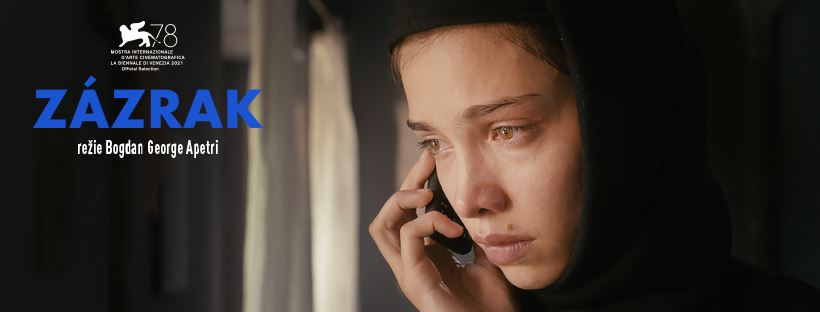 78
MOSTRA INTERNAZIONALE
D'ARTE CINEMATOGRAFICA
LA BIENNALE DI VENEZIA 2021
Official Selection
ZÁZRAK
režie Bogdan George Apetri